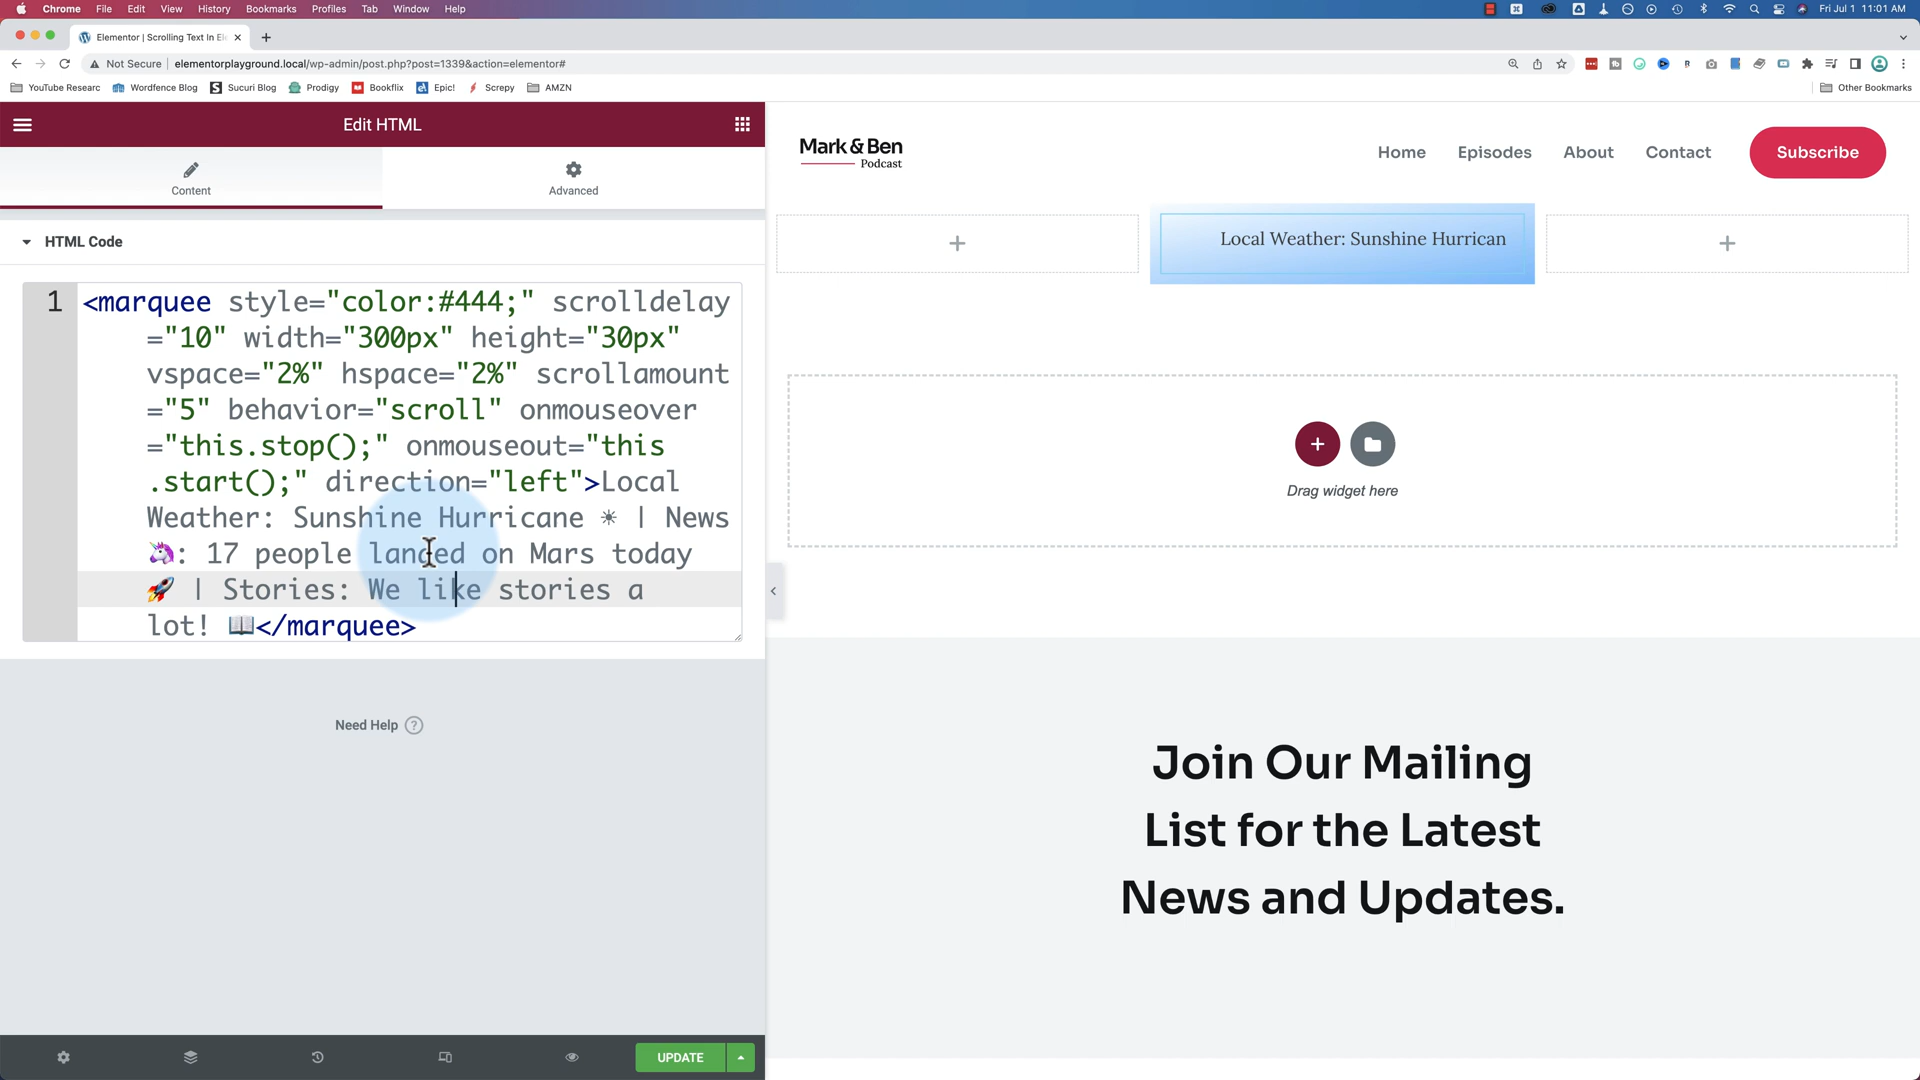 Chrome File Edit View History Bookmarks Profiles Tab Window Help
Fri Jul 1 11:01 AM
Elementor | Scrolling Text In El
Not Secure
elementorplayground.local/wp-admin/post.php?post=1339&action=elementor#
YouTube Researc Wordfence Blog Sucuri Blog Prodigy Bookflix Epic! Screpy AMZN
Other Bookmarks
Edit HTML
Content
Advanced
HTML Code
1
<marquee style="color:#444;" scrolldelay
="10" width="300px" height="30px"
vspace="2%" hspace="2%" scrollamount
="5" behavior="scroll" onmouseover
="this.stop();" onmouseout="this
.start();" direction="left">Local
Weather: Sunshine Hurricane ☀ | News
🦄: 17 people landed on Mars today
🚀 | Stories: We like stories a
lot! 📖</marquee>
Need Help ?
UPDATE
Mark & Ben
Podcast
Home Episodes About Contact Subscribe
Local Weather: Sunshine Hurrican
Drag widget here
Join Our Mailing
List for the Latest
News and Updates.